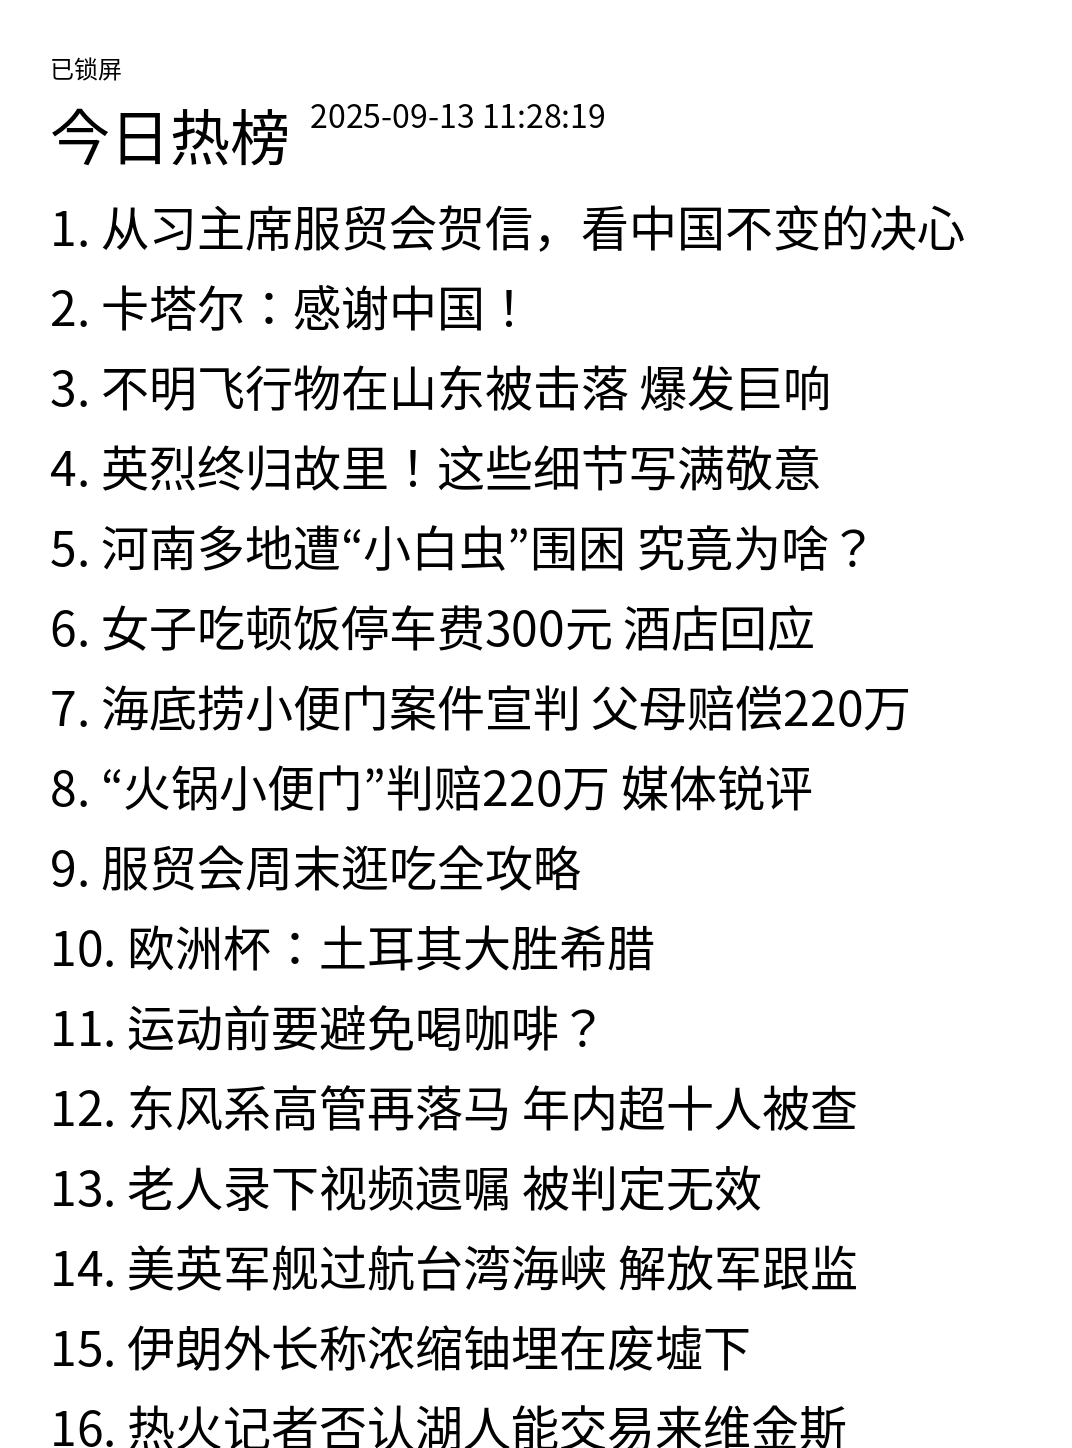 已锁屏
今日热榜 2025-09-13 11:28:19
1. 从习主席服贸会贺信，看中国不变的决心
2. 卡塔尔：感谢中国！
3. 不明飞行物在山东被击落 爆发巨响
4. 英烈终归故里！这些细节写满敬意
5. 河南多地遭“小白虫”围困 究竟为啥？
6. 女子吃顿饭停车费300元 酒店回应
7. 海底捞小便门案件宣判 父母赔偿220万
8. “火锅小便门”判赔220万 媒体锐评
9. 服贸会周末逛吃全攻略
10. 欧洲杯：土耳其大胜希腊
11. 运动前要避免喝咖啡？
12. 东风系高管再落马 年内超十人被查
13. 老人录下视频遗嘱 被判定无效
14. 美英军舰过航台湾海峡 解放军跟监
15. 伊朗外长称浓缩铀埋在废墟下
16. 热火记者否认湖人能交易来维金斯